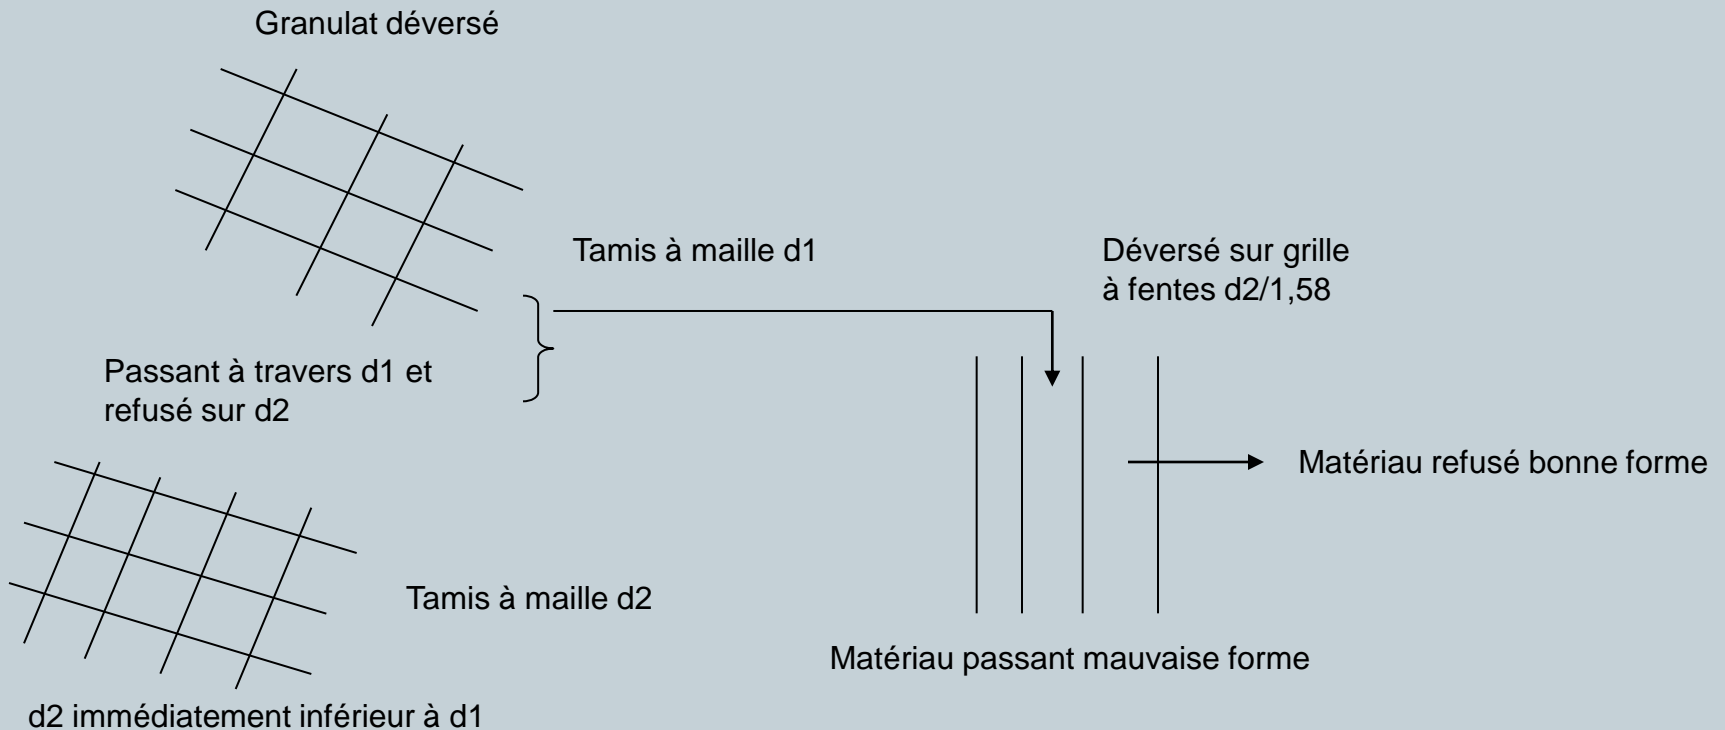 Granulat déversé
Tamis à maille d1
Déversé sur grille
à fentes d2/1,58
Passant à travers d1 et
refusé sur d2
Matériau refusé bonne forme
Tamis à maille d2
Matériau passant mauvaise forme
d2 immédiatement inférieur à d1